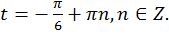 t = −π/6 + πn, n ∈ Z.